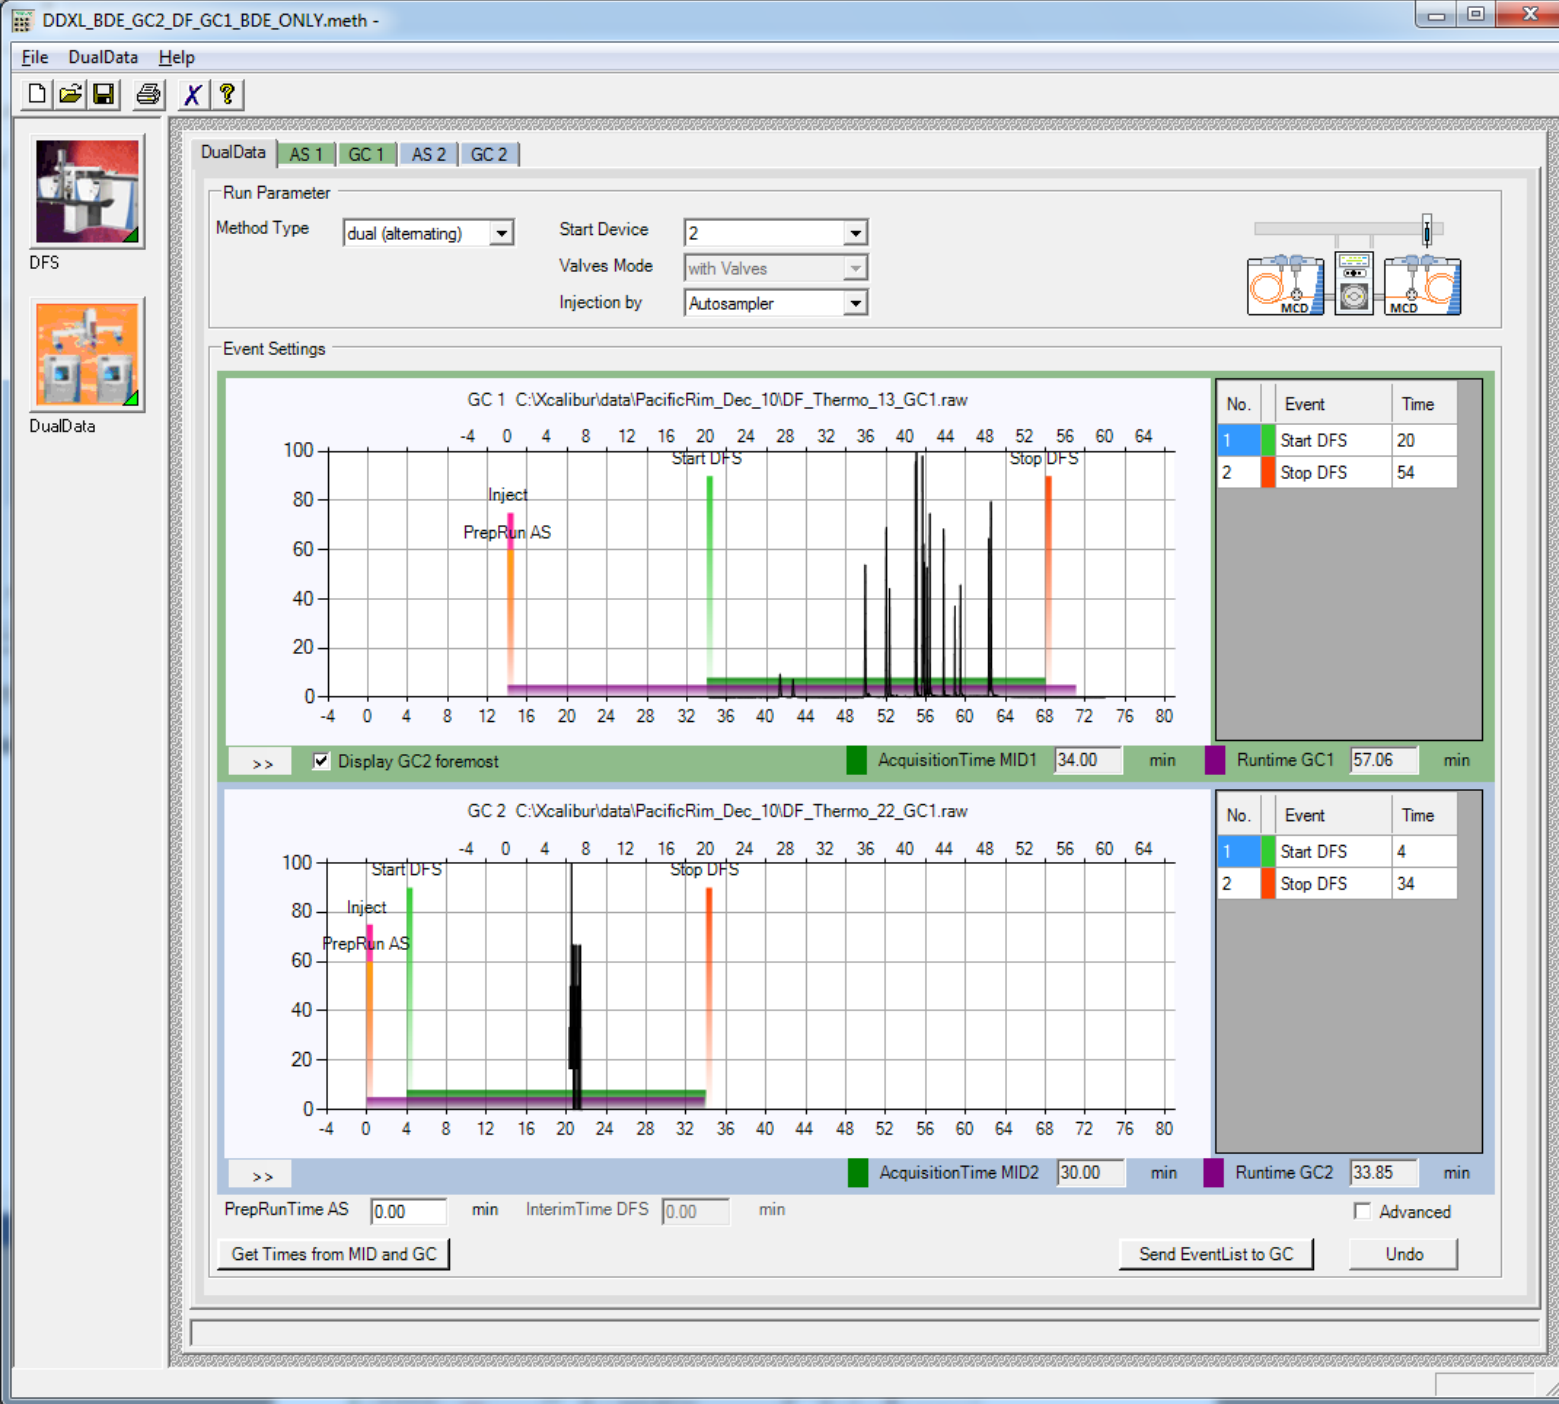 DDXL_BDE_GC2_DF_GC1_BDE_ONLY.meth -
File DualData Help
DFS
DualData
DualData AS 1 GC 1 AS 2 GC 2
Run Parameter
Method Type dual (alternating) Start Device 2
Valves Mode with Valves
Injection by Autosampler
MCD MCD
Event Settings
GC 1 C:\Xcalibur\data\PacificRim_Dec_10\DF_Thermo_13_GC1.raw
-4 0 4 8 12 16 20 24 28 32 36 40 44 48 52 56 60 64
Start DFS Stop DFS
Inject
PrepRun AS
100
80
60
40
20
0
-4 0 4 8 12 16 20 24 28 32 36 40 44 48 52 56 60 64 68 72 76 80
No. Event Time
1 Start DFS 20
2 Stop DFS 54
>> Display GC2 foremost AcquisitionTime MID1 34.00 min Runtime GC1 57.06 min
GC 2 C:\Xcalibur\data\PacificRim_Dec_10\DF_Thermo_22_GC1.raw
-4 0 4 8 12 16 20 24 28 32 36 40 44 48 52 56 60 64
Start DFS Stop DFS
Inject
PrepRun AS
100
80
60
40
20
0
-4 0 4 8 12 16 20 24 28 32 36 40 44 48 52 56 60 64 68 72 76 80
No. Event Time
1 Start DFS 4
2 Stop DFS 34
>> AcquisitionTime MID2 30.00 min Runtime GC2 33.85 min
PrepRunTime AS 0.00 min InterimTime DFS 0.00 min Advanced
Get Times from MID and GC Send EventList to GC Undo